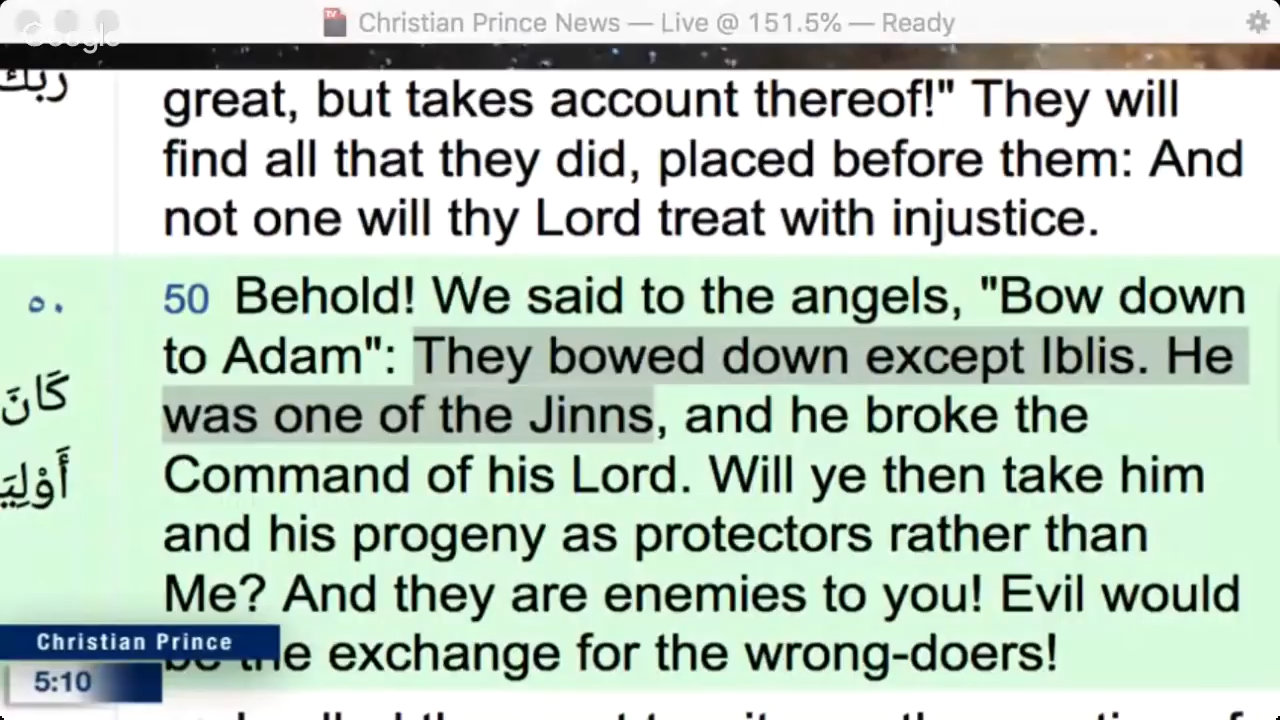 Christian Prince News — Live @ 151.5% — Ready
Google
ربك
great, but takes account thereof!" They will
find all that they did, placed before them: And
not one will thy Lord treat with injustice.
٥٠
50 Behold! We said to the angels, "Bow down
to Adam": They bowed down except Iblis. He
كَانَ
was one of the Jinns, and he broke the
Command of his Lord. Will ye then take him
and his progeny as protectors rather than
Me? And they are enemies to you! Evil would
Christian Prince
be the exchange for the wrong-doers!
5:10